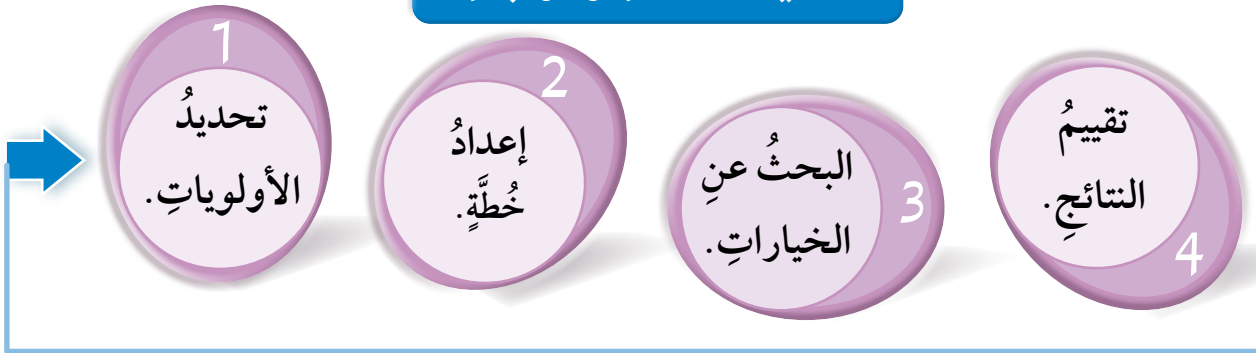 1
تحديدُ
الأولوياتِ.
2
إعدادُ
خُطَّةٍ.
3
البحثُ عنِ
الخياراتِ.
4
تقييمُ
النتائجِ.